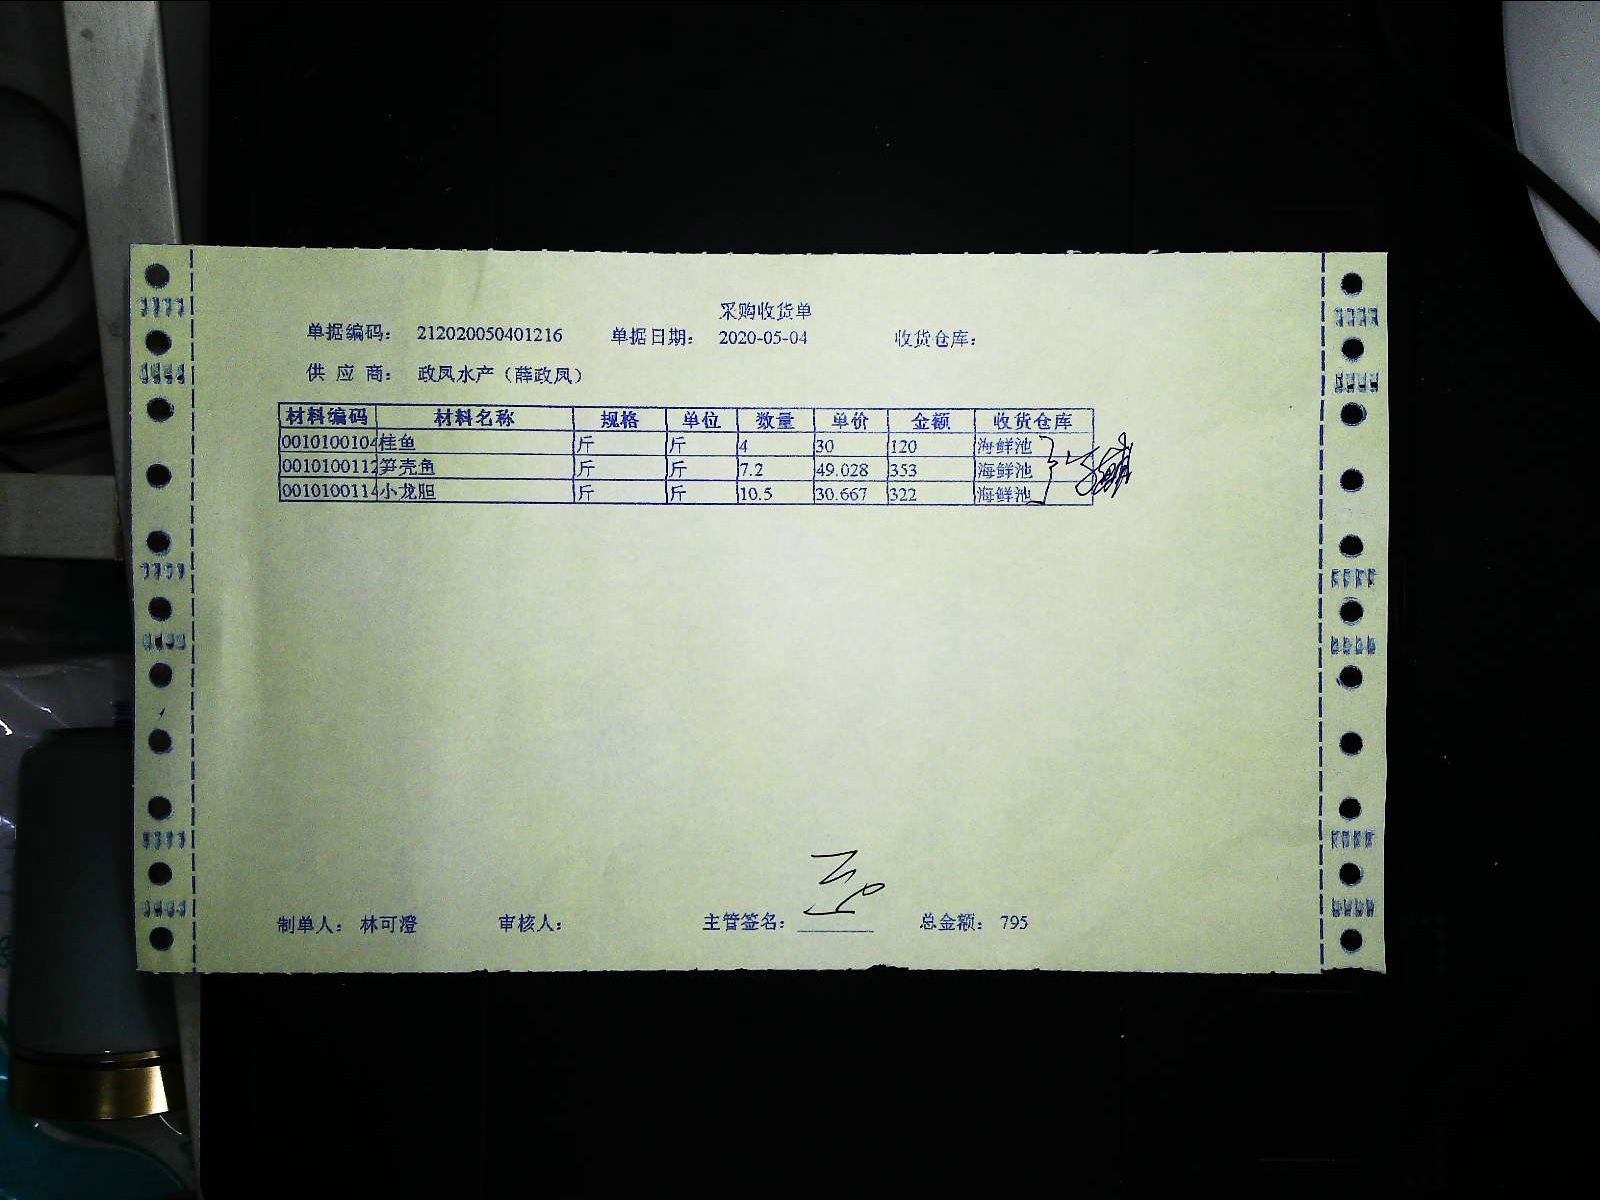 采购收货单
单据编码： 212020050401216 单据日期： 2020-05-04 收货仓库：
供 应 商： 政凤水产（薛政凤）
材料编码 材料名称 规格 单位 数量 单价 金额 收货仓库
0010100104 桂鱼 斤 斤 4 30 120 海鲜池
0010100112 笋壳鱼 斤 斤 7.2 49.028 353 海鲜池
0010100114 小龙胆 斤 斤 10.5 30.667 322 海鲜池
制单人： 林可澄 审核人： 主管签名： 总金额： 795